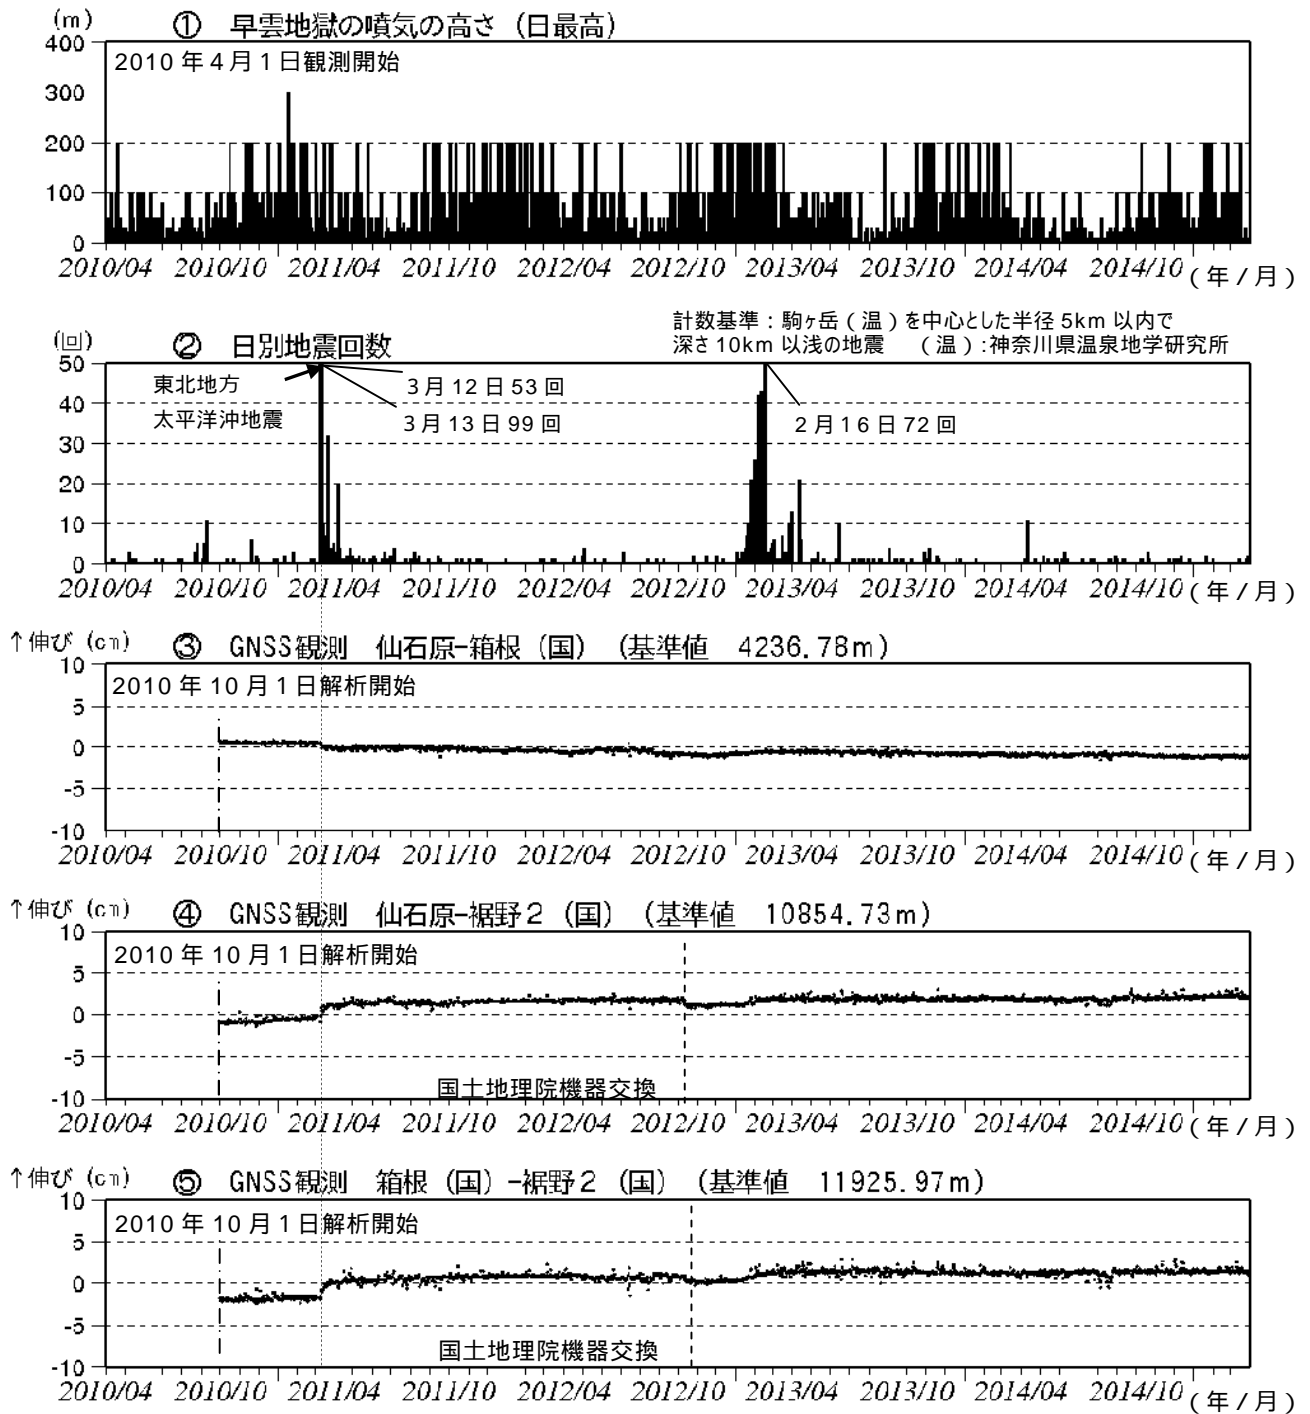 (m) ① 早雲地獄の噴気の高さ (日最高)
2010年4月1日観測開始
400
300
200
100
0
2010/04 2010/10 2011/04 2011/10 2012/04 2012/10 2013/04 2013/10 2014/04 2014/10 (年/月)
計数基準:駒ヶ岳(温)を中心とした半径5km以内で
深さ10km以浅の地震 (温):神奈川県温泉地学研究所
(回) ② 日別地震回数
東北地方
太平洋沖地震
3月12日53回
3月13日99回
2月16日72回
50
40
30
20
10
0
2010/04 2010/10 2011/04 2011/10 2012/04 2012/10 2013/04 2013/10 2014/04 2014/10 (年/月)
↑伸び (cm) ③ GNSS観測 仙石原-箱根(国) (基準値 4236.78m)
2010年10月1日解析開始
10
5
0
-5
-10
2010/04 2010/10 2011/04 2011/10 2012/04 2012/10 2013/04 2013/10 2014/04 2014/10 (年/月)
↑伸び (cm) ④ GNSS観測 仙石原-裾野2(国) (基準値 10854.73m)
2010年10月1日解析開始
10
5
0
-5
-10
国土地理院機器交換
2010/04 2010/10 2011/04 2011/10 2012/04 2012/10 2013/04 2013/10 2014/04 2014/10 (年/月)
↑伸び (cm) ⑤ GNSS観測 箱根(国)-裾野2(国) (基準値 11925.97m)
2010年10月1日解析開始
10
5
0
-5
-10
国土地理院機器交換
2010/04 2010/10 2011/04 2011/10 2012/04 2012/10 2013/04 2013/10 2014/04 2014/10 (年/月)